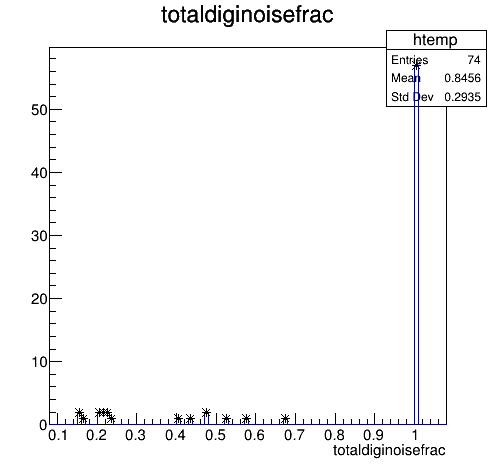 totaldiginoisefrac
htemp
Entries 74
Mean 0.8456
Std Dev 0.2935
50
40
30
20
10
0
0.1 0.2 0.3 0.4 0.5 0.6 0.7 0.8 0.9 1
totaldiginoisefrac